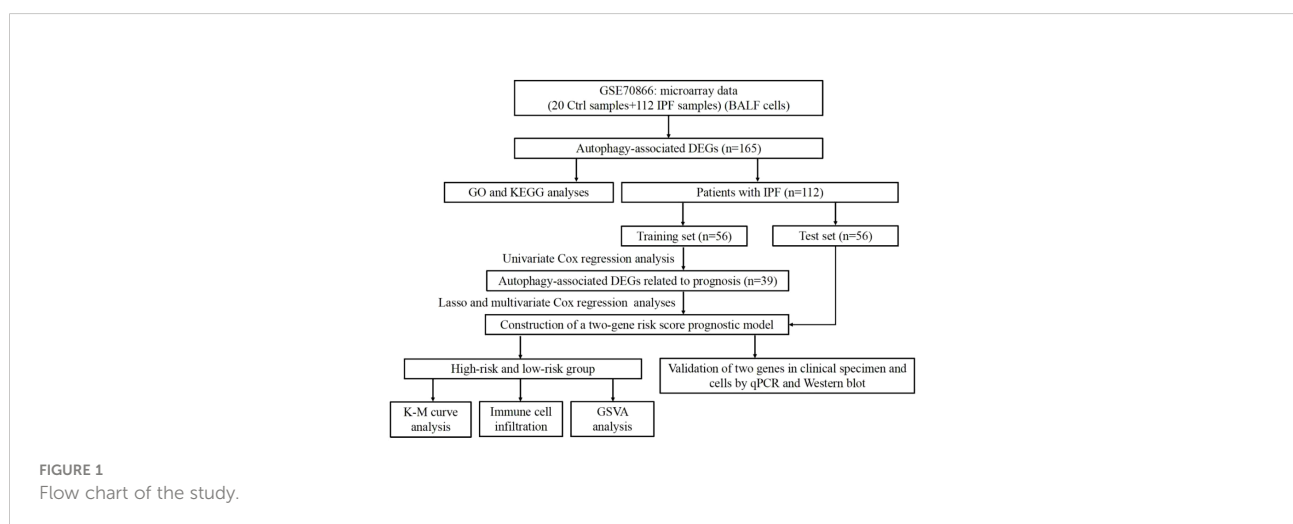 GSE70866: microarray data
(20 Ctrl samples+112 IPF samples) (BALF cells)
Autophagy-associated DEGs (n=165)
GO and KEGG analyses
Patients with IPF (n=112)
Training set (n=56)
Test set (n=56)
Univariate Cox regression analysis
Autophagy-associated DEGs related to prognosis (n=39)
Lasso and multivariate Cox regression analyses
Construction of a two-gene risk score prognostic model
High-risk and low-risk group
Validation of two genes in clinical specimen and
cells by qPCR and Western blot
K-M curve
analysis
Immune cell
infiltration
GSVA
analysis
FIGURE 1
Flow chart of the study.